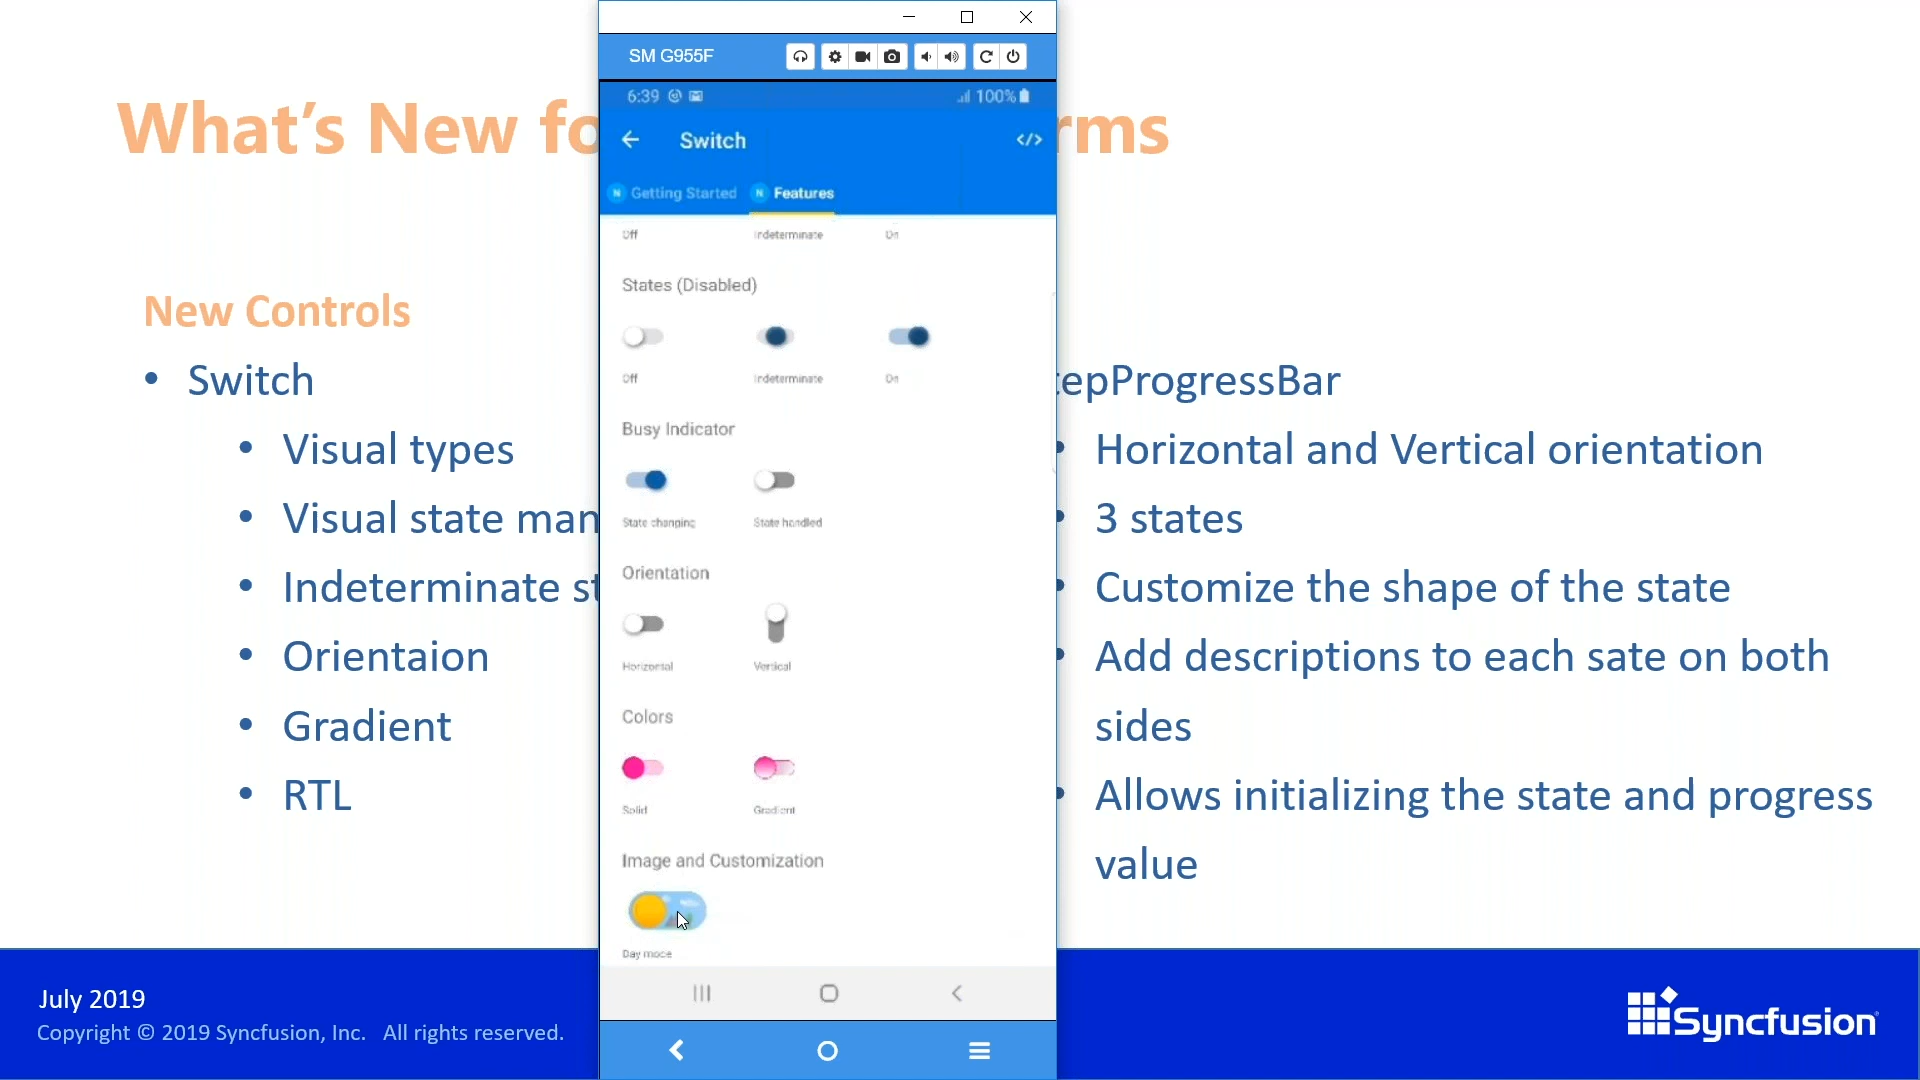 SM G955F
6:39 100%
What's New fo rms
Switch </>
N Getting Started N Features
Off Indeterminate On
States (Disabled)
Off Indeterminate On
Busy Indicator
State changing State handled
Orientation
Horizontal Vertical
Colors
Solid Gradient
Image and Customization
Day mode
New Controls
• Switch
• Visual types
• Visual state man
• Indeterminate st
• Orientaion
• Gradient
• RTL
tepProgressBar
• Horizontal and Vertical orientation
• 3 states
• Customize the shape of the state
• Add descriptions to each sate on both
sides
• Allows initializing the state and progress
value
July 2019
Copyright © 2019 Syncfusion, Inc. All rights reserved.
Syncfusion